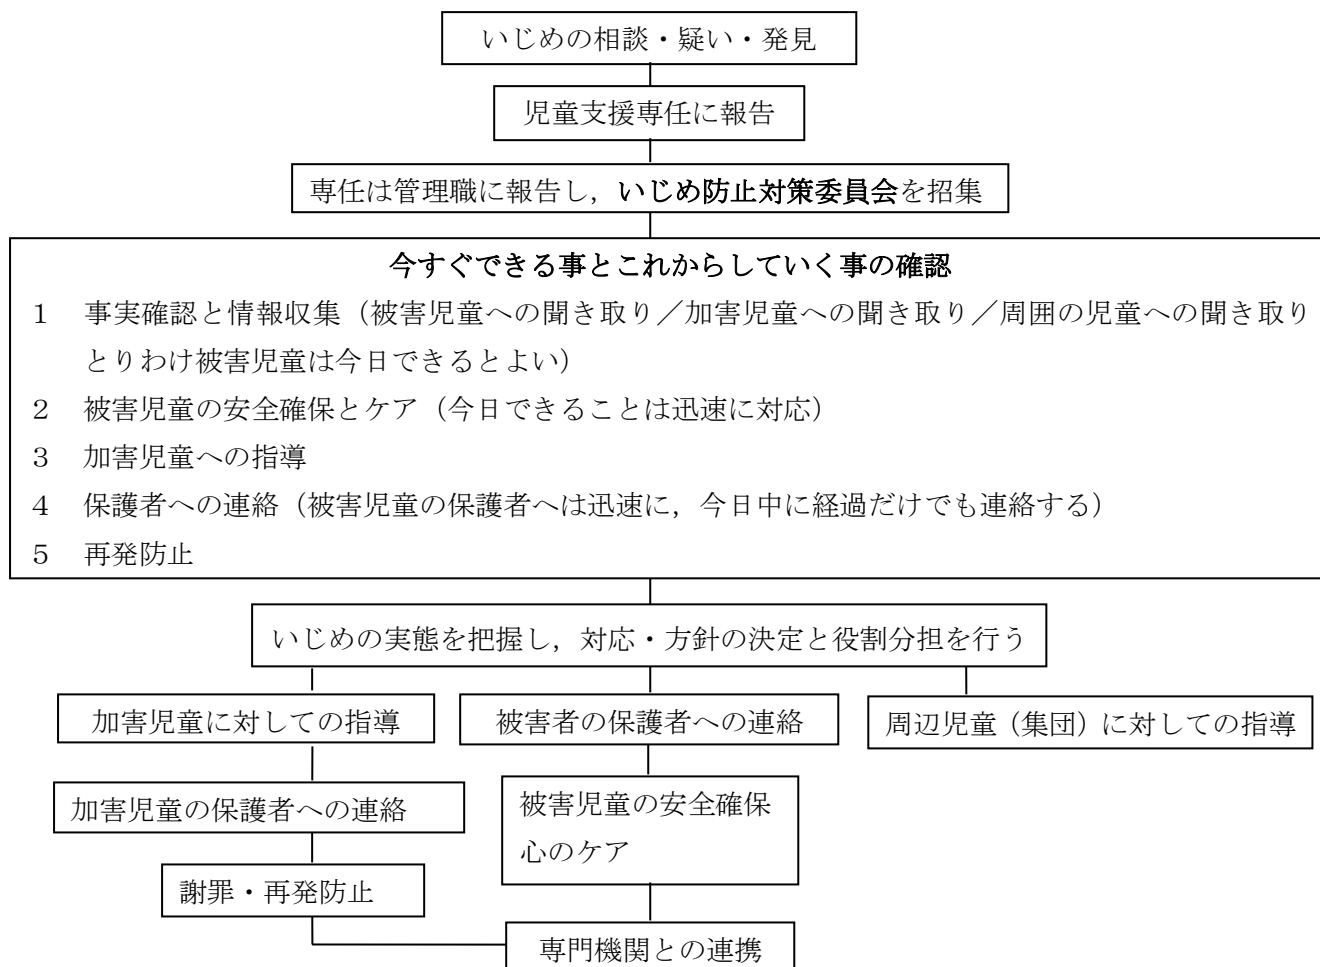 いじめの相談・疑い・発見
児童支援専任に報告
専任は管理職に報告し，いじめ防止対策委員会を招集
今すぐできる事とこれからしていく事の確認
１　事実確認と情報収集（被害児童への聞き取り／加害児童への聞き取り／周囲の児童への聞き取り
とりわけ被害児童は今日できるとよい）
２　被害児童の安全確保とケア（今日できることは迅速に対応）
３　加害児童への指導
４　保護者への連絡（被害児童の保護者へは迅速に，今日中に経過だけでも連絡する）
５　再発防止
いじめの実態を把握し，対応・方針の決定と役割分担を行う
加害児童に対しての指導
被害者の保護者への連絡
周辺児童（集団）に対しての指導
加害児童の保護者への連絡
被害児童の安全確保
心のケア
謝罪・再発防止
専門機関との連携